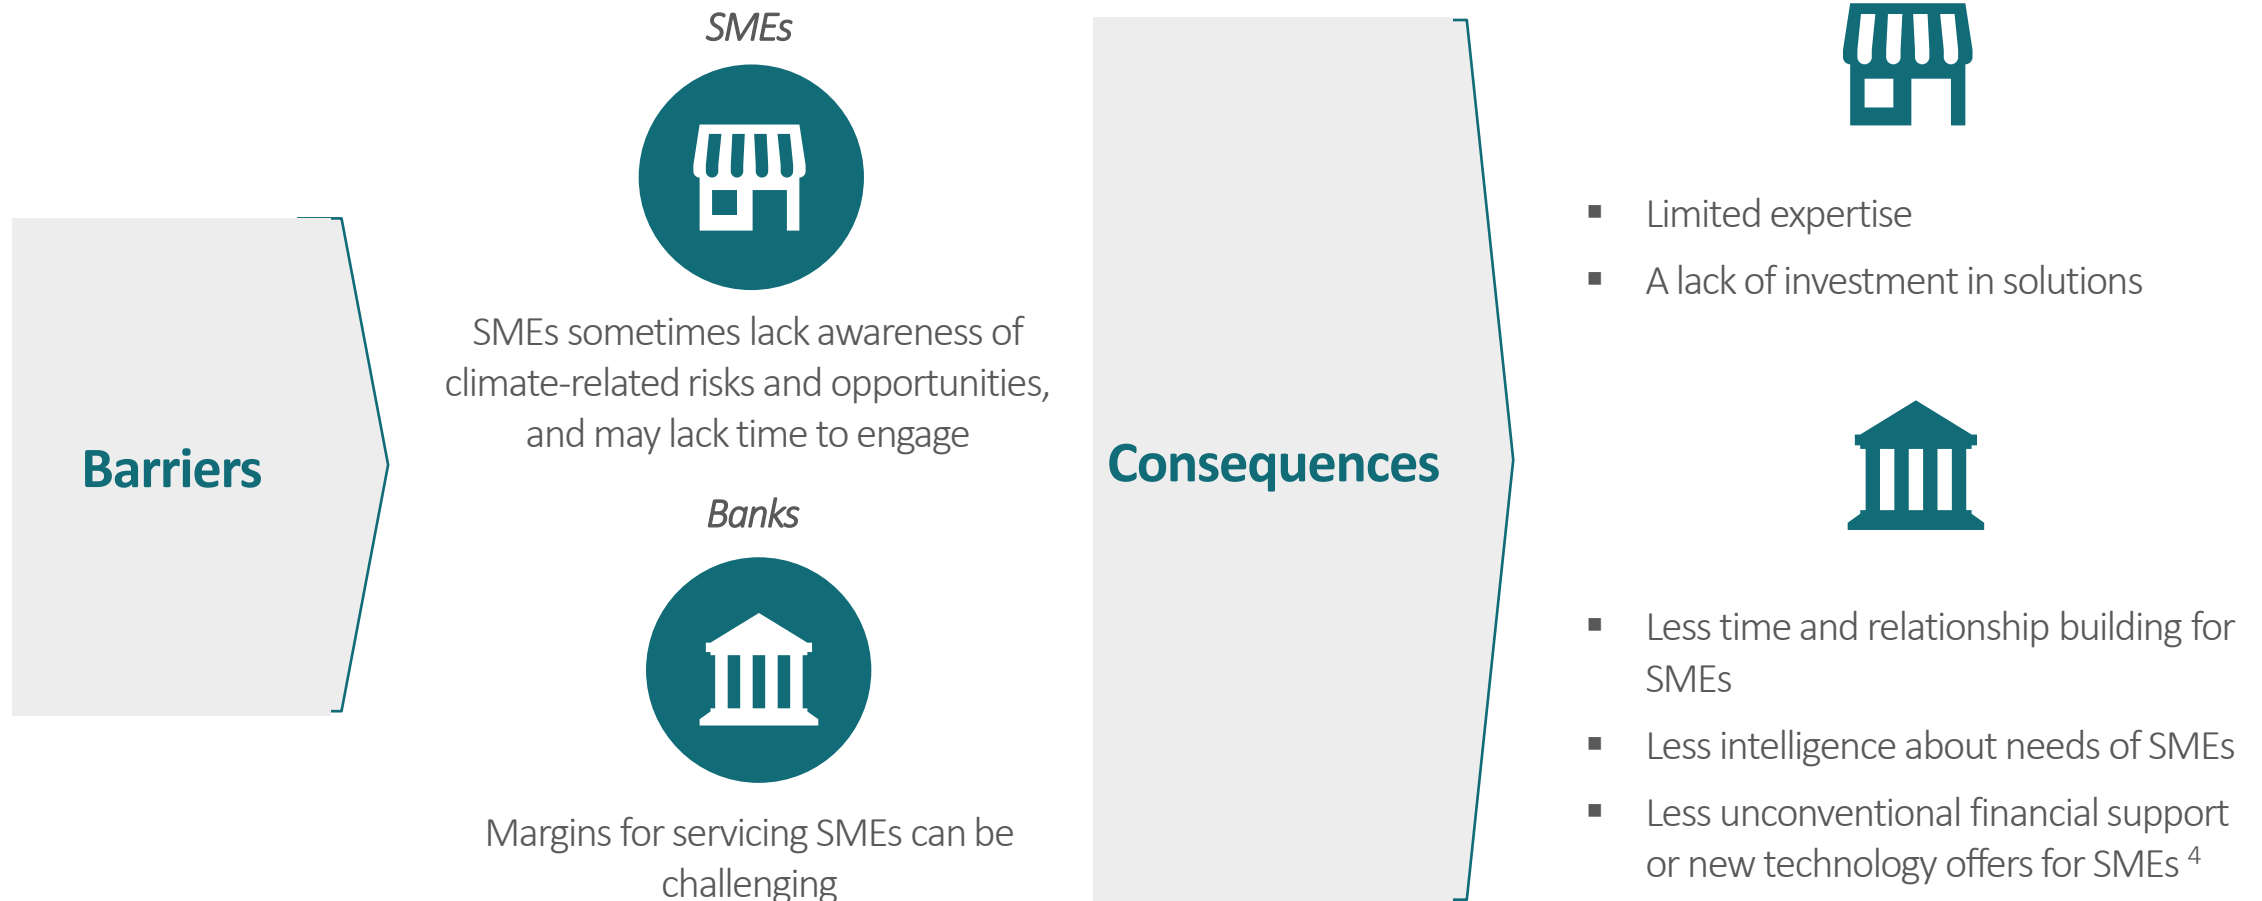 Barriers
SMEs
SMEs sometimes lack awareness of
climate-related risks and opportunities,
and may lack time to engage
Banks
Margins for servicing SMEs can be
challenging
Consequences
▪ Limited expertise
▪ A lack of investment in solutions
▪ Less time and relationship building for
SMEs
▪ Less intelligence about needs of SMEs
▪ Less unconventional financial support
or new technology offers for SMEs ⁴